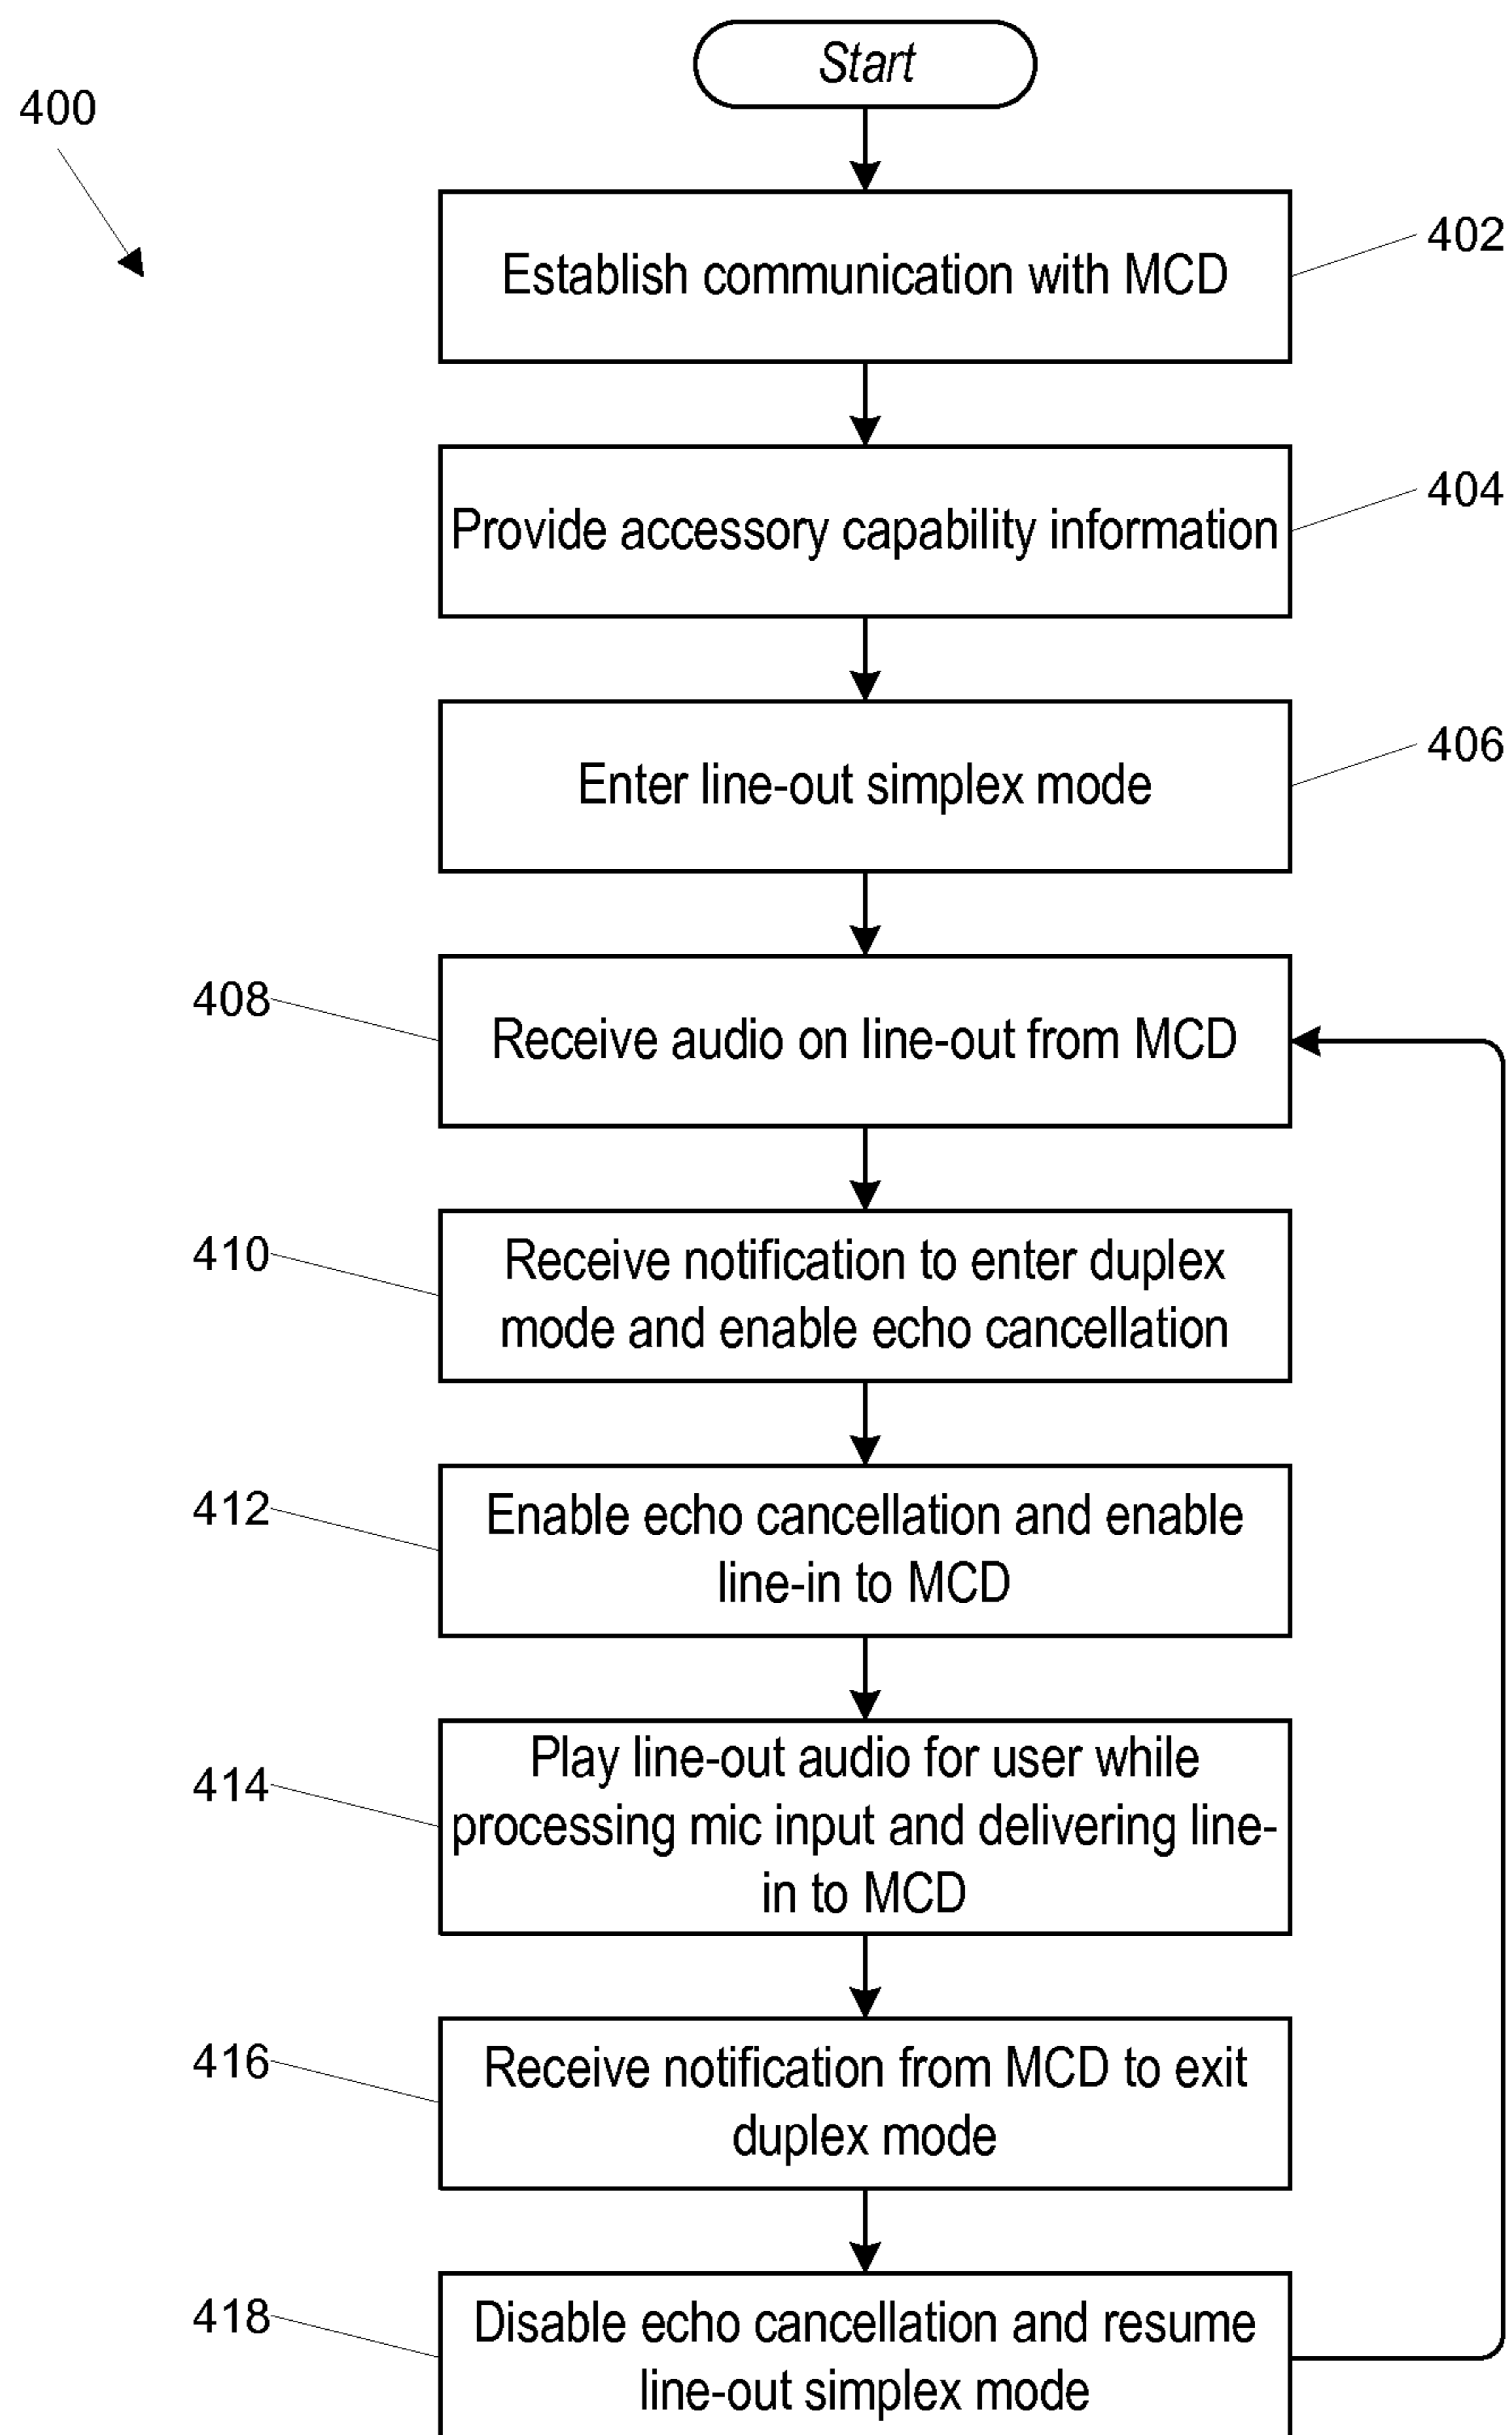 Start
400
Establish communication with MCD
402
Provide accessory capability information
404
Enter line-out simplex mode
406
408
Receive audio on line-out from MCD
410
Receive notification to enter duplex
mode and enable echo cancellation
412
Enable echo cancellation and enable
line-in to MCD
414
Play line-out audio for user while
processing mic input and delivering line-
in to MCD
416
Receive notification from MCD to exit
duplex mode
418
Disable echo cancellation and resume
line-out simplex mode